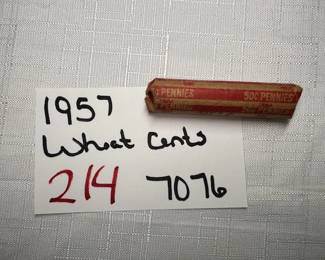 PENNIES 50¢ PENNIES
1957
Wheat Cents
214 7076